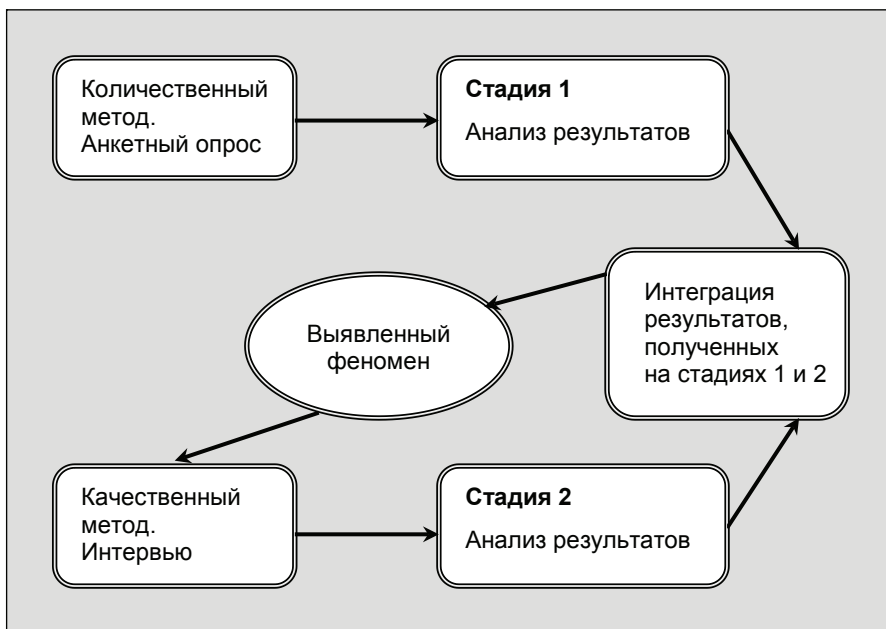 Количественный
метод.
Анкетный опрос
Стадия 1
Анализ результатов
Интеграция
результатов,
полученных
на стадиях 1 и 2
Выявленный
феномен
Качественный
метод.
Интервью
Стадия 2
Анализ результатов